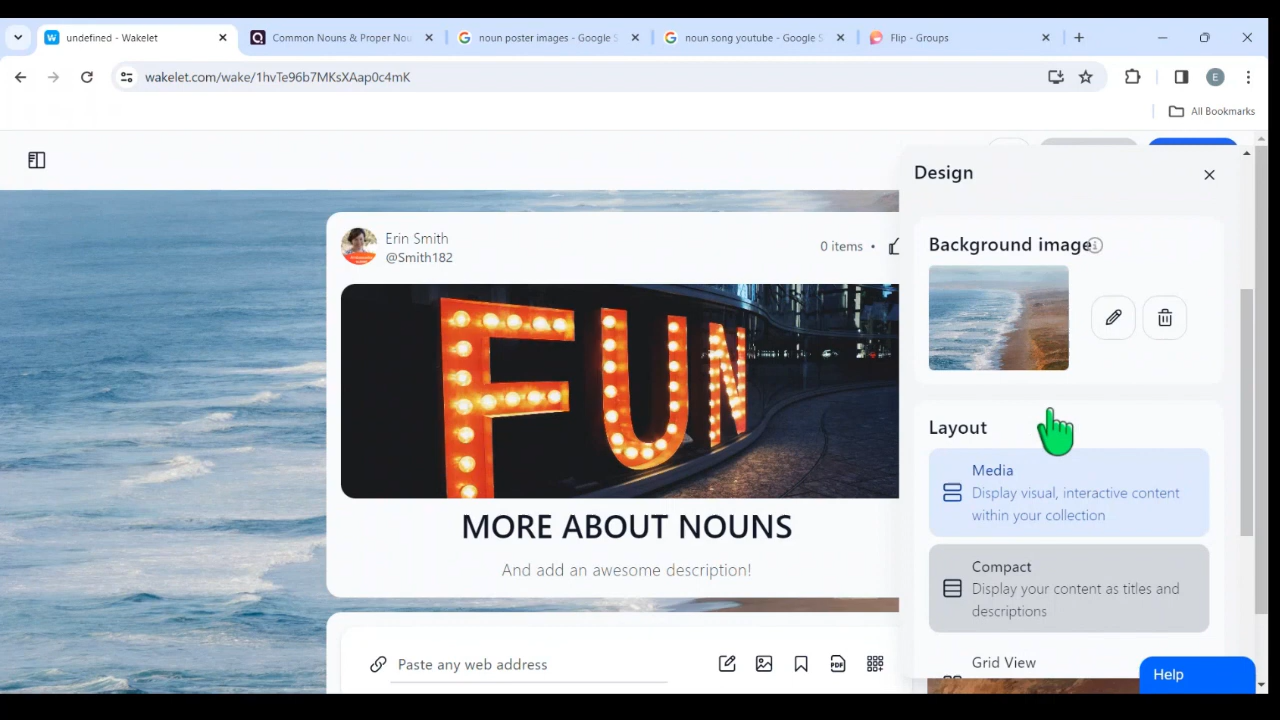 undefined - Wakelet
Common Nouns & Proper Nou
noun poster images - Google S
noun song youtube - Google S
Flip - Groups
wakelet.com/wake/1hvTe96b7MKsXAap0c4mK
E
All Bookmarks
Design
Background image
Erin Smith
@Smith182
0 items •
FUN
Layout
Media
Display visual, interactive content
within your collection
MORE ABOUT NOUNS
And add an awesome description!
Compact
Display your content as titles and
descriptions
Paste any web address
PDF
Grid View
Help